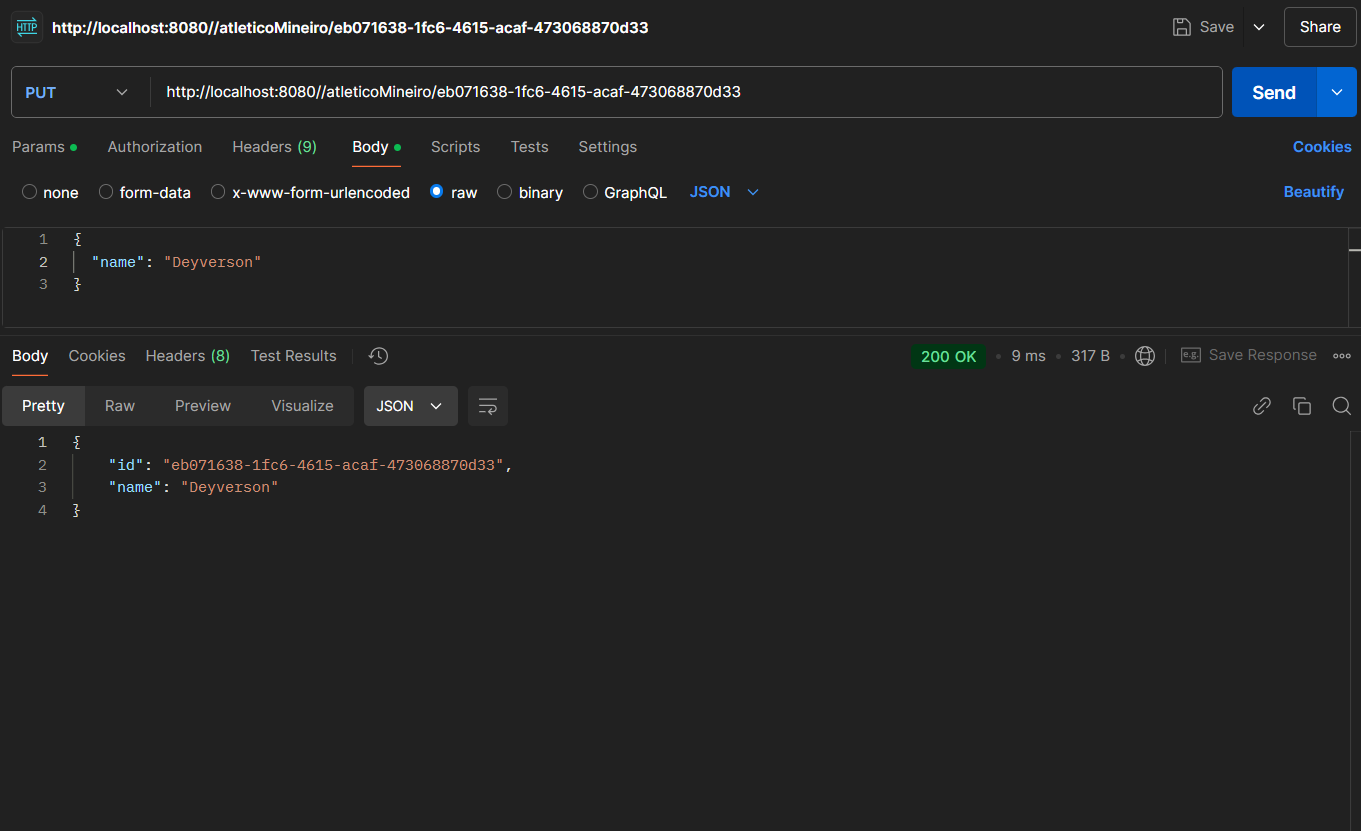 HTTP http://localhost:8080//atleticoMineiro/eb071638-1fc6-4615-acaf-473068870d33 Save Share
PUT http://localhost:8080//atleticoMineiro/eb071638-1fc6-4615-acaf-473068870d33 Send
Params Authorization Headers (9) Body Scripts Tests Settings Cookies
none form-data x-www-form-urlencoded raw binary GraphQL JSON Beautify
1 {
2 "name": "Deyverson"
3 }
Body Cookies Headers (8) Test Results 200 OK 9 ms 317 B e.g. Save Response
Pretty Raw Preview Visualize JSON
1 {
2 "id": "eb071638-1fc6-4615-acaf-473068870d33",
3 "name": "Deyverson"
4 }